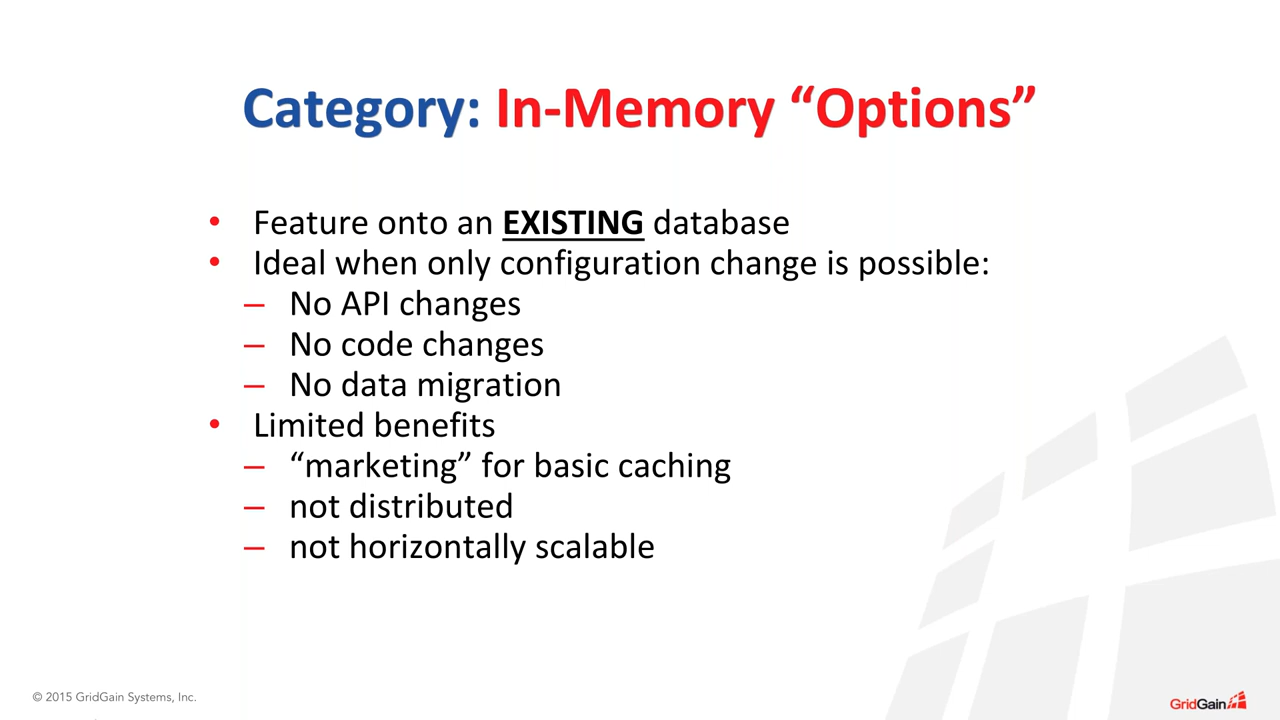 Category: In-Memory “Options”
• Feature onto an EXISTING database
• Ideal when only configuration change is possible:
– No API changes
– No code changes
– No data migration
• Limited benefits
– “marketing” for basic caching
– not distributed
– not horizontally scalable
© 2015 GridGain Systems, Inc.
GridGain